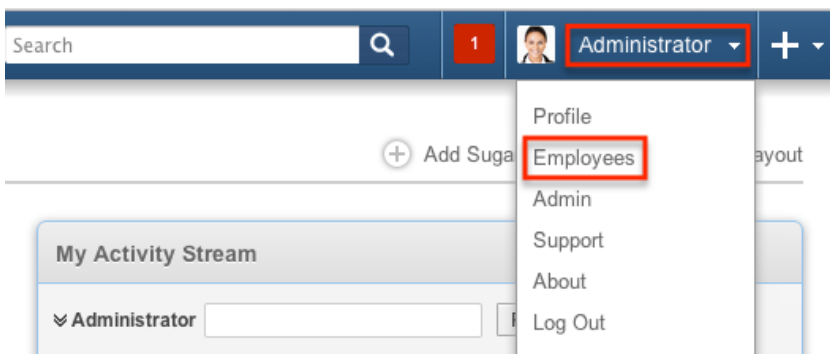 Search 1 Administrator
Profile
Add Suga Employees ayout
Admin
My Activity Stream Support
About
Administrator Log Out